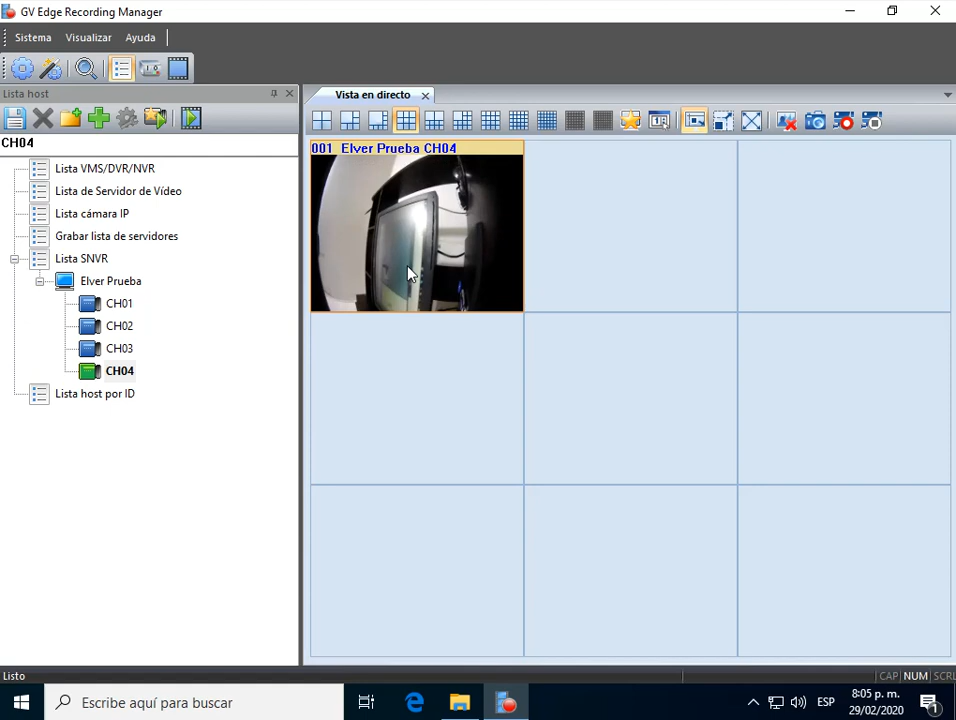 GV Edge Recording Manager
Sistema Visualizar Ayuda
Lista host
Vista en directo
CH04
001 Elver Prueba CH04
Lista VMS/DVR/NVR
Lista de Servidor de Vídeo
Lista cámara IP
Grabar lista de servidores
Lista SNVR
Elver Prueba
CH01
CH02
CH03
CH04
Lista host por ID
Listo
CAP NUM SCRL
Escribe aquí para buscar
ESP
8:05 p. m.
29/02/2020
1